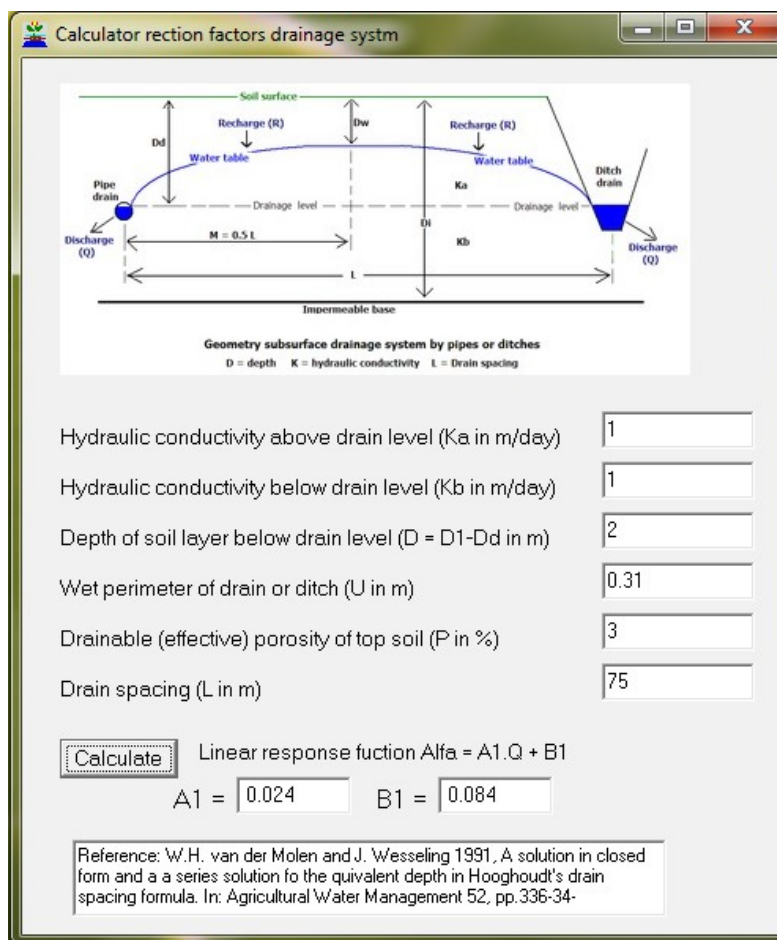 Calculator rection factors drainage systm
Soil surface
Dd
Recharge (R)
Dw
Recharge (R)
Water table
Water table
Pipe
drain
Ditch
drain
Ka
Drainage level
Drainage level
Di
Discharge
(Q)
M = 0.5 L
Kb
Discharge
(Q)
L
Impermeable base
Geometry subsurface drainage system by pipes or ditches
D = depth K = hydraulic conductivity L = Drain spacing
Hydraulic conductivity above drain level (Ka in m/day) 1
Hydraulic conductivity below drain level (Kb in m/day) 1
Depth of soil layer below drain level (D = D1-Dd in m) 2
Wet perimeter of drain or ditch (U in m) 0.31
Drainable (effective) porosity of top soil (P in %) 3
Drain spacing (L in m) 75
Calculate Linear response fuction Alfa = A1.Q + B1
A1 = 0.024 B1 = 0.084
Reference: W.H. van der Molen and J. Wesseling 1991, A solution in closed
form and a a series solution fo the quivalent depth in Hooghoudt's drain
spacing formula. In: Agricultural Water Management 52, pp.336-34-